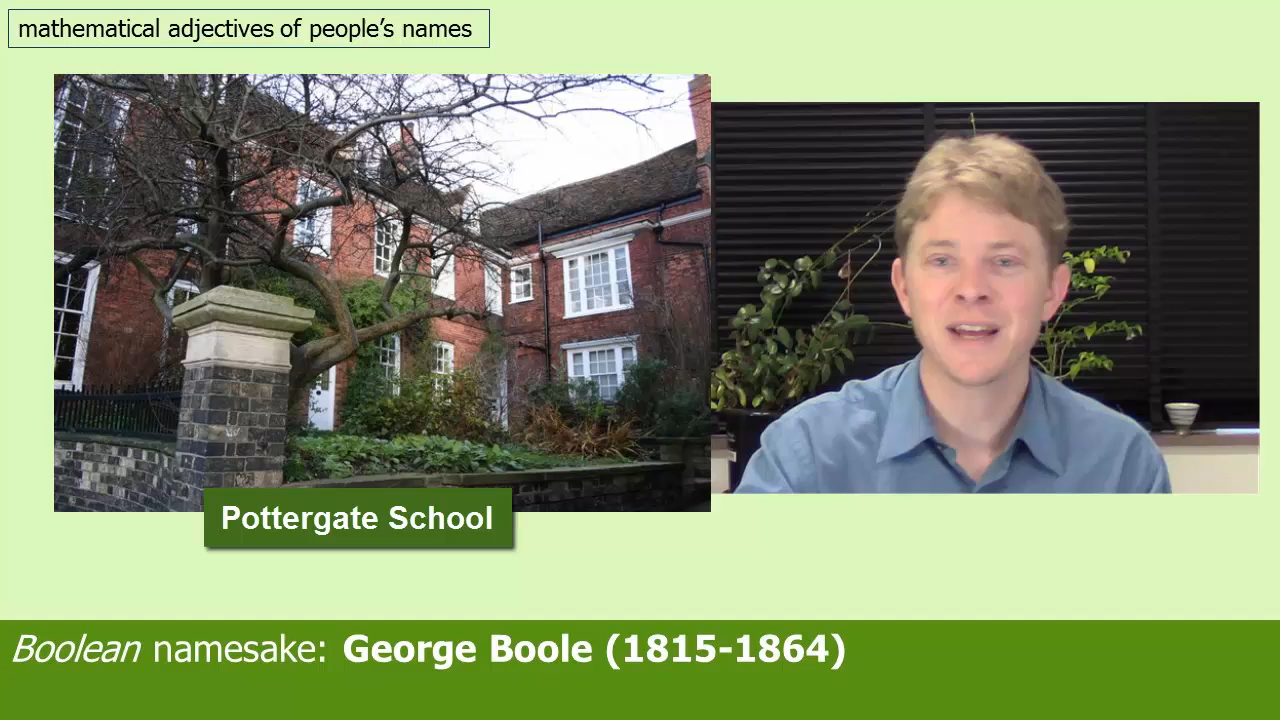 mathematical adjectives of people’s names
Pottergate School
Boolean namesake: George Boole (1815-1864)